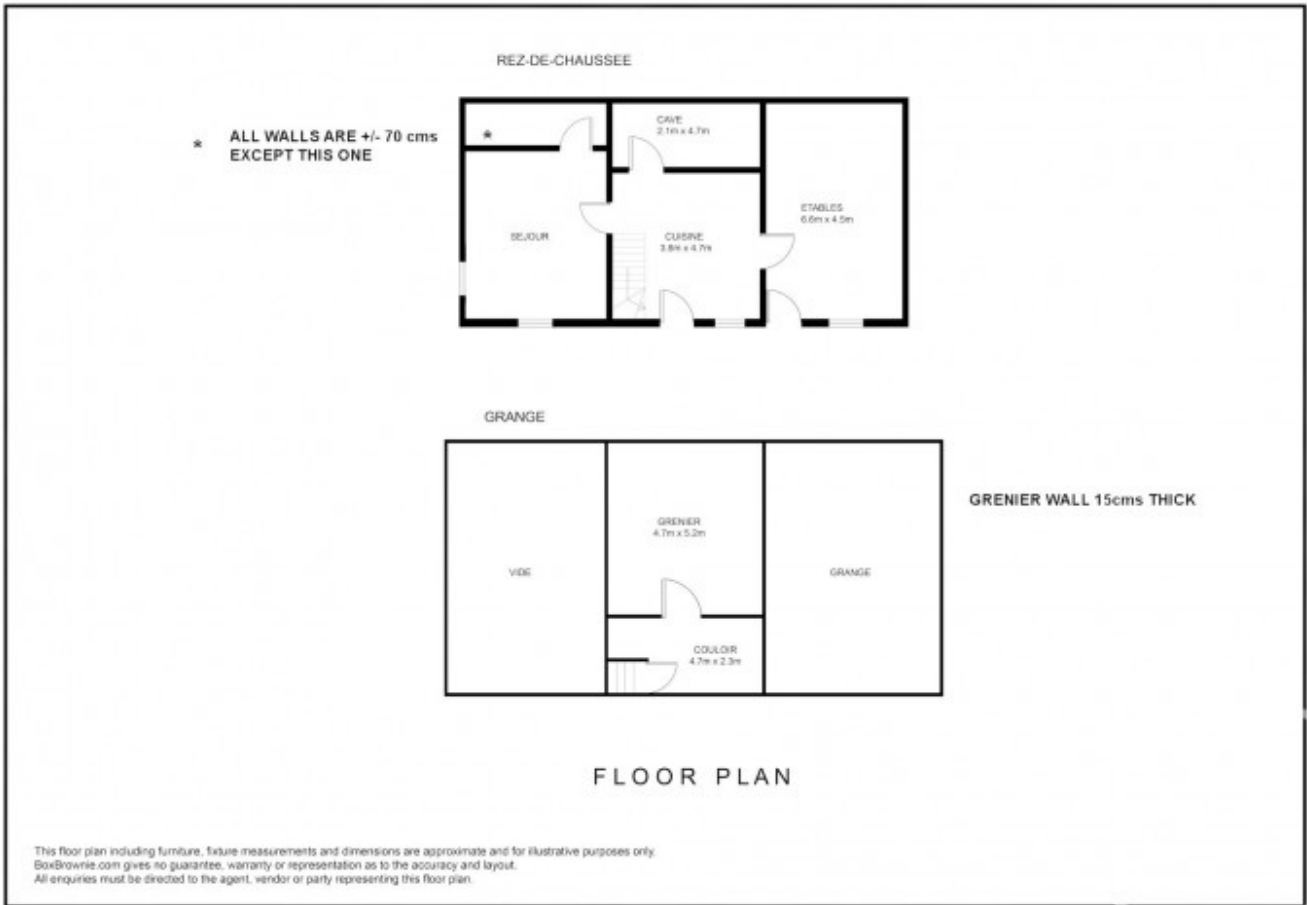 REZ-DE-CHAUSSEE
* ALL WALLS ARE +/- 70 cms
EXCEPT THIS ONE
*
CAVE
2.1m x 4.7m
ETABLES
6.6m x 4.5m
SEJOUR
CUISINE
3.8m x 4.7m
GRANGE
GRENIER WALL 15cms THICK
GRENIER
4.7m x 5.2m
VIDE
GRANGE
COULOIR
4.7m x 2.3m
FLOOR PLAN
This floor plan including furniture, fixture measurements and dimensions are approximate and for illustrative purposes only.
BoxBrownie.com gives no guarantee, warranty or representation as to the accuracy and layout.
All enquiries must be directed to the agent, vendor or party representing this floor plan.